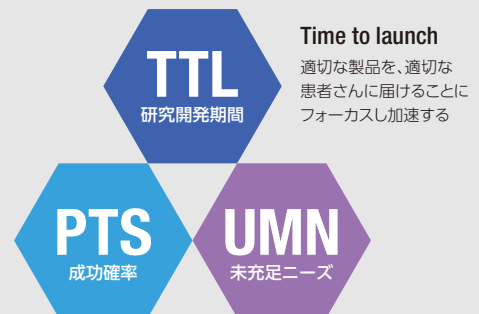 TTL
研究開発期間
Time to launch
適切な製品を、適切な
患者さんに届けることに
フォーカスし加速する
PTS
成功確率
UMN
未充足ニーズ